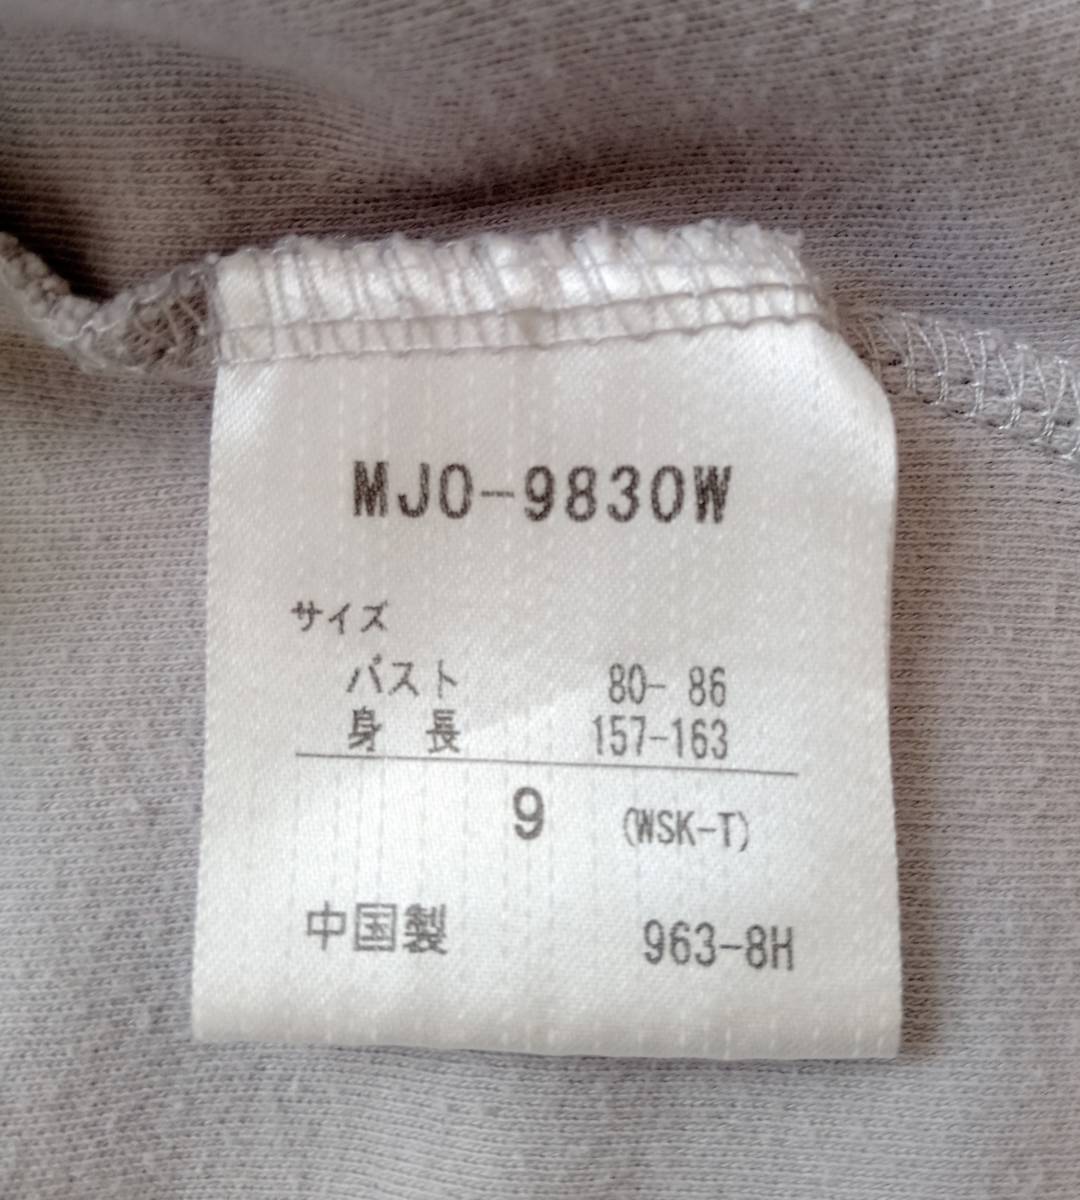 MJO-9830W
サイズ
バスト 80- 86
身 長 157-163
9 (WSK-T)
中国製 963-8H